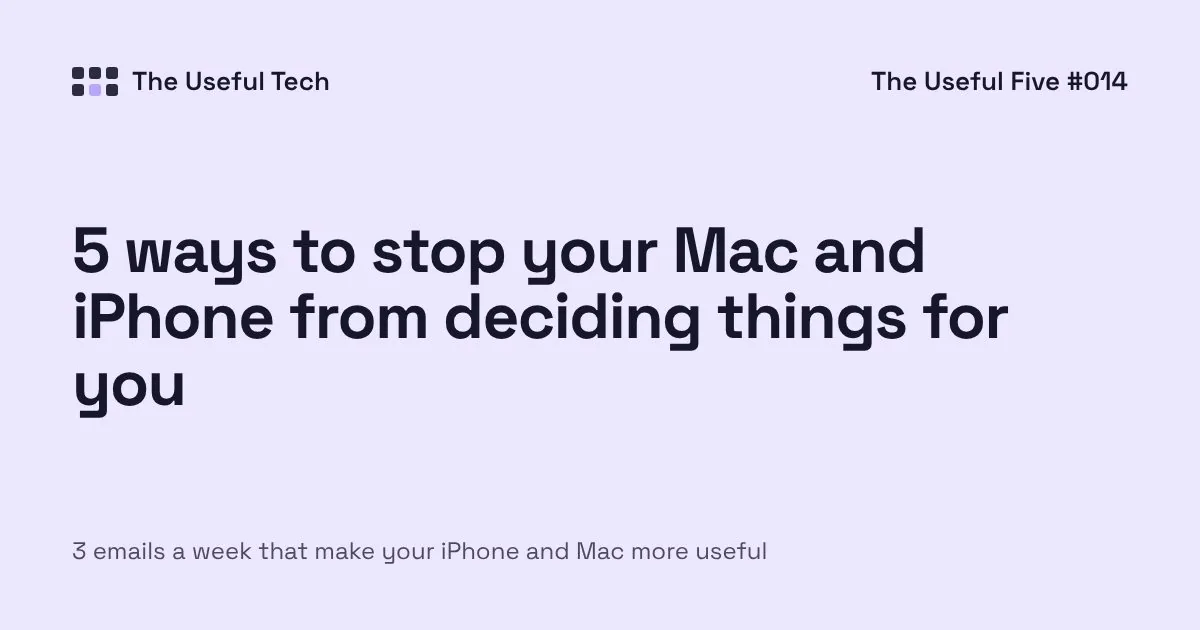 The Useful Tech
The Useful Five #014
5 ways to stop your Mac and
iPhone from deciding things for
you
3 emails a week that make your iPhone and Mac more useful